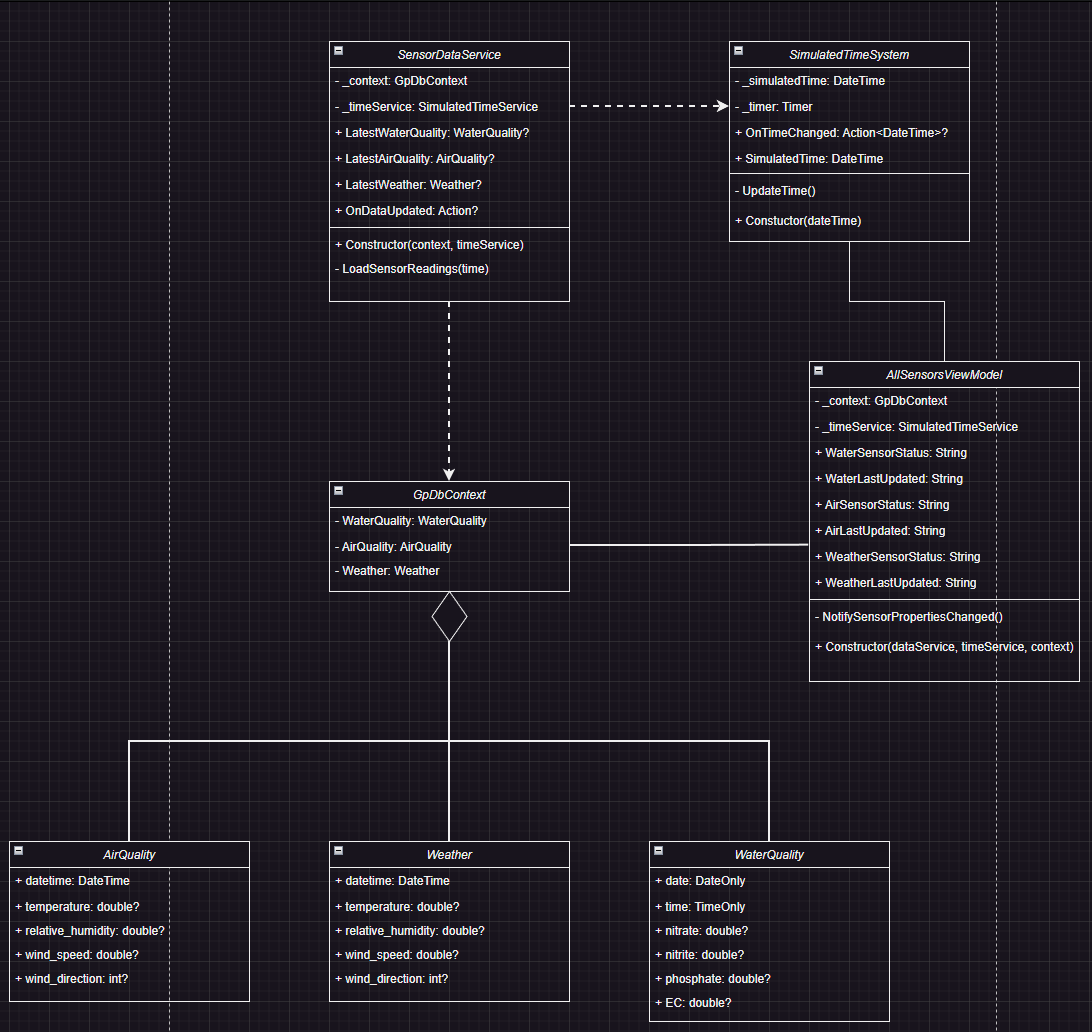 SensorDataService
- _context: GpDbContext
- _timeService: SimulatedTimeService
+ LatestWaterQuality: WaterQuality?
+ LatestAirQuality: AirQuality?
+ LatestWeather: Weather?
+ OnDataUpdated: Action?
+ Constructor(context, timeService)
- LoadSensorReadings(time)
SimulatedTimeSystem
- _simulatedTime: DateTime
- _timer: Timer
+ OnTimeChanged: Action<DateTime>?
+ SimulatedTime: DateTime
- UpdateTime()
+ Constuctor(dateTime)
AllSensorsViewModel
- _context: GpDbContext
- _timeService: SimulatedTimeService
+ WaterSensorStatus: String
+ WaterLastUpdated: String
+ AirSensorStatus: String
+ AirLastUpdated: String
+ WeatherSensorStatus: String
+ WeatherLastUpdated: String
- NotifySensorPropertiesChanged()
+ Constructor(dataService, timeService, context)
GpDbContext
- WaterQuality: WaterQuality
- AirQuality: AirQuality
- Weather: Weather
AirQuality
+ datetime: DateTime
+ temperature: double?
+ relative_humidity: double?
+ wind_speed: double?
+ wind_direction: int?
Weather
+ datetime: DateTime
+ temperature: double?
+ relative_humidity: double?
+ wind_speed: double?
+ wind_direction: int?
WaterQuality
+ date: DateOnly
+ time: TimeOnly
+ nitrate: double?
+ nitrite: double?
+ phosphate: double?
+ EC: double?